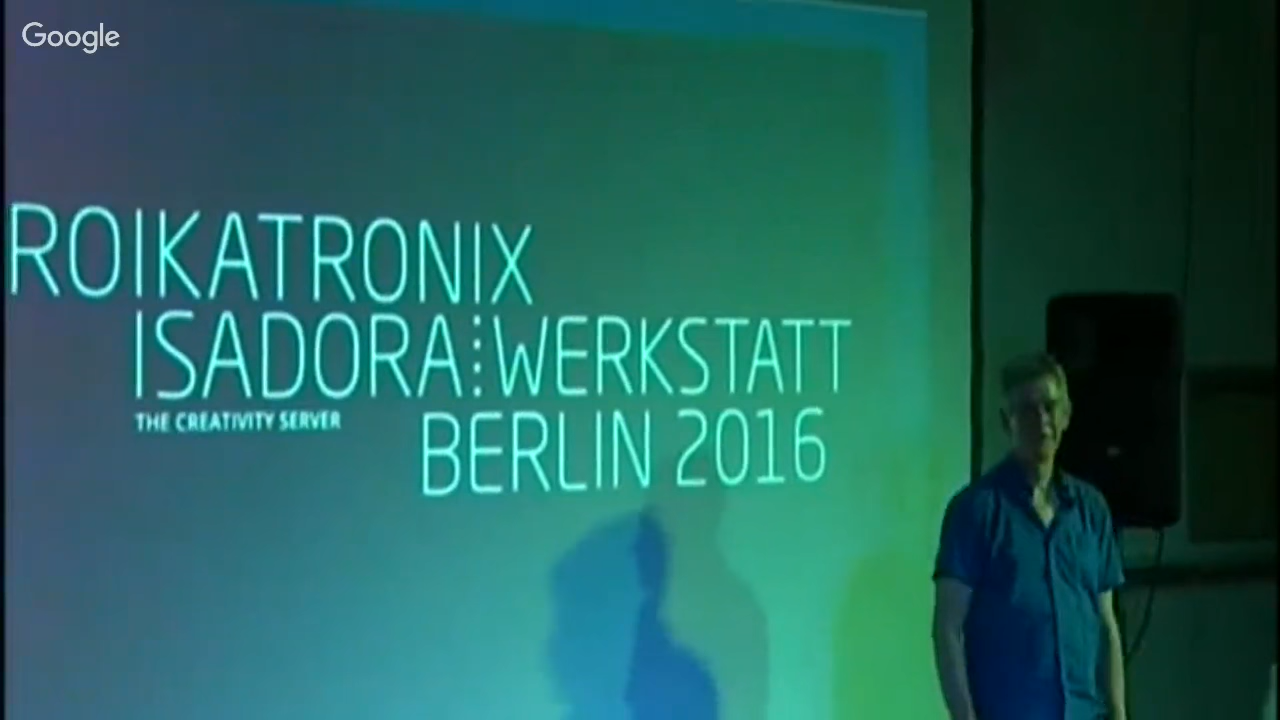 Google
ROIKATRONIX
ISADORA⋮WERKSTATT
THE CREATIVITY SERVER
BERLIN 2016